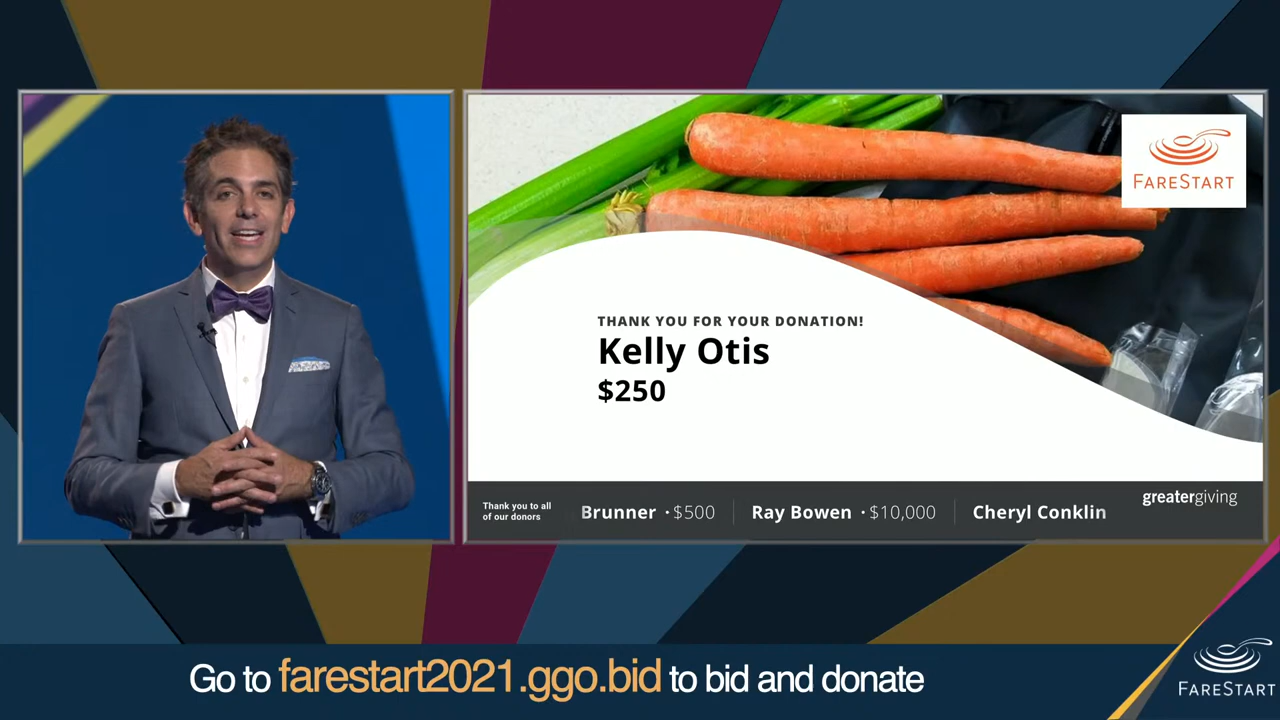 FARESTART
THANK YOU FOR YOUR DONATION!
Kelly Otis
$250
greatergiving
Thank you to all
of our donors
Brunner · $500
Ray Bowen · $10,000
Cheryl Conklin
Go to farestart2021.ggo.bid to bid and donate
FARESTART